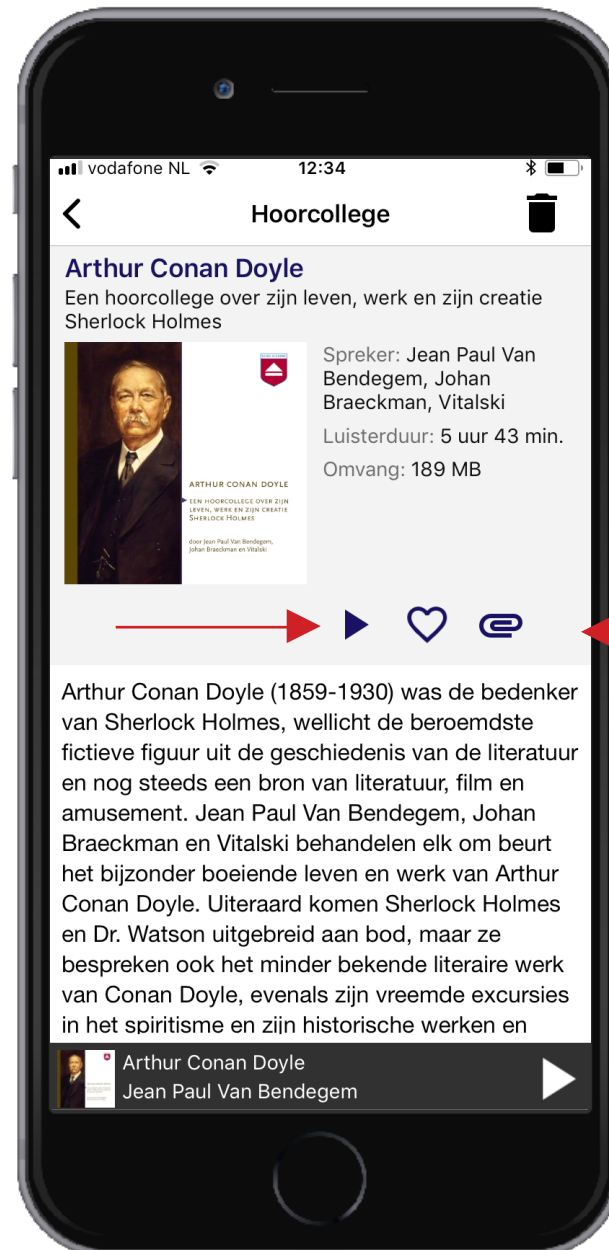 vodafone NL 12:34
Hoorcollege
Arthur Conan Doyle
Een hoorcollege over zijn leven, werk en zijn creatie
Sherlock Holmes
Spreker: Jean Paul Van
Bendegem, Johan
Braeckman, Vitalski
Luisterduur: 5 uur 43 min.
Omvang: 189 MB
ARTHUR CONAN DOYLE
EEN HOORCOLLEGE OVER ZIJN
LEVEN, WERK EN ZIJN CREATIE
SHERLOCK HOLMES
door Jean Paul Van Bendegem,
Johan Braeckman en Vitalski
Arthur Conan Doyle (1859-1930) was de bedenker
van Sherlock Holmes, wellicht de beroemdste
fictieve figuur uit de geschiedenis van de literatuur
en nog steeds een bron van literatuur, film en
amusement. Jean Paul Van Bendegem, Johan
Braeckman en Vitalski behandelen elk om beurt
het bijzonder boeiende leven en werk van Arthur
Conan Doyle. Uiteraard komen Sherlock Holmes
en Dr. Watson uitgebreid aan bod, maar ze
bespreken ook het minder bekende literaire werk
van Conan Doyle, evenals zijn vreemde excursies
in het spiritisme en zijn historische werken en
Arthur Conan Doyle
Jean Paul Van Bendegem